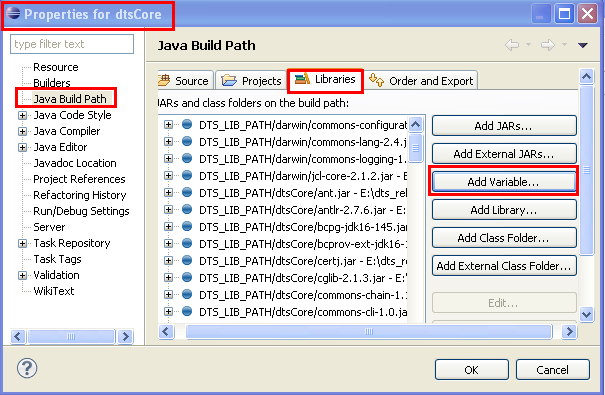 Properties for dtsCore
type filter text
Resource
Builders
Java Build Path
Java Code Style
Java Compiler
Java Editor
Javadoc Location
Project References
Refactoring History
Run/Debug Settings
Server
Task Repository
Task Tags
Validation
WikiText
Java Build Path
Source
Projects
Libraries
Order and Export
JARs and class folders on the build path:
DTS_LIB_PATH/darwin/commons-configurat
DTS_LIB_PATH/darwin/commons-lang-2.4.j
DTS_LIB_PATH/darwin/commons-logging-1.
DTS_LIB_PATH/darwin/jcl-core-2.1.2.jar -
DTS_LIB_PATH/dtsCore/ant.jar - E:\dts_rel
DTS_LIB_PATH/dtsCore/antlr-2.7.6.jar - E:
DTS_LIB_PATH/dtsCore/bcpg-jdk16-145.jar
DTS_LIB_PATH/dtsCore/bcprov-ext-jdk16-
DTS_LIB_PATH/dtsCore/certj.jar - E:\dts_r
DTS_LIB_PATH/dtsCore/cglib-2.1.3.jar - E:
DTS_LIB_PATH/dtsCore/commons-chain-1.
DTS_LIB_PATH/dtsCore/commons-cli-1.0.jar
Add JARs...
Add External JARs...
Add Variable...
Add Library...
Add Class Folder...
Add External Class Folder...
Edit...
?
OK
Cancel